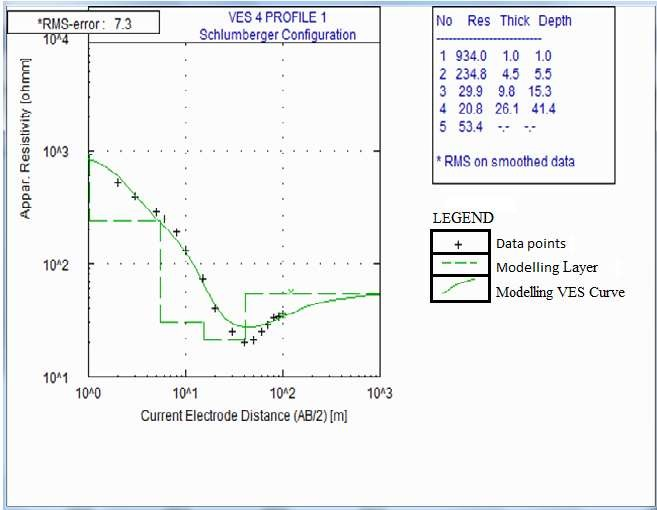 *RMS-error : 7.3
VES 4 PROFILE 1
Schlumberger Configuration
Appar. Resistivity [ohmm]
10^4
10^3
10^2
10^1
10^0 10^1 10^2 10^3
Current Electrode Distance (AB/2) [m]
No Res Thick Depth
1 934.0 1.0 1.0
2 234.8 4.5 5.5
3 29.9 9.8 15.3
4 20.8 26.1 41.4
5 53.4 -.- -.-
* RMS on smoothed data
LEGEND
+ Data points
Modelling Layer
Modelling VES Curve